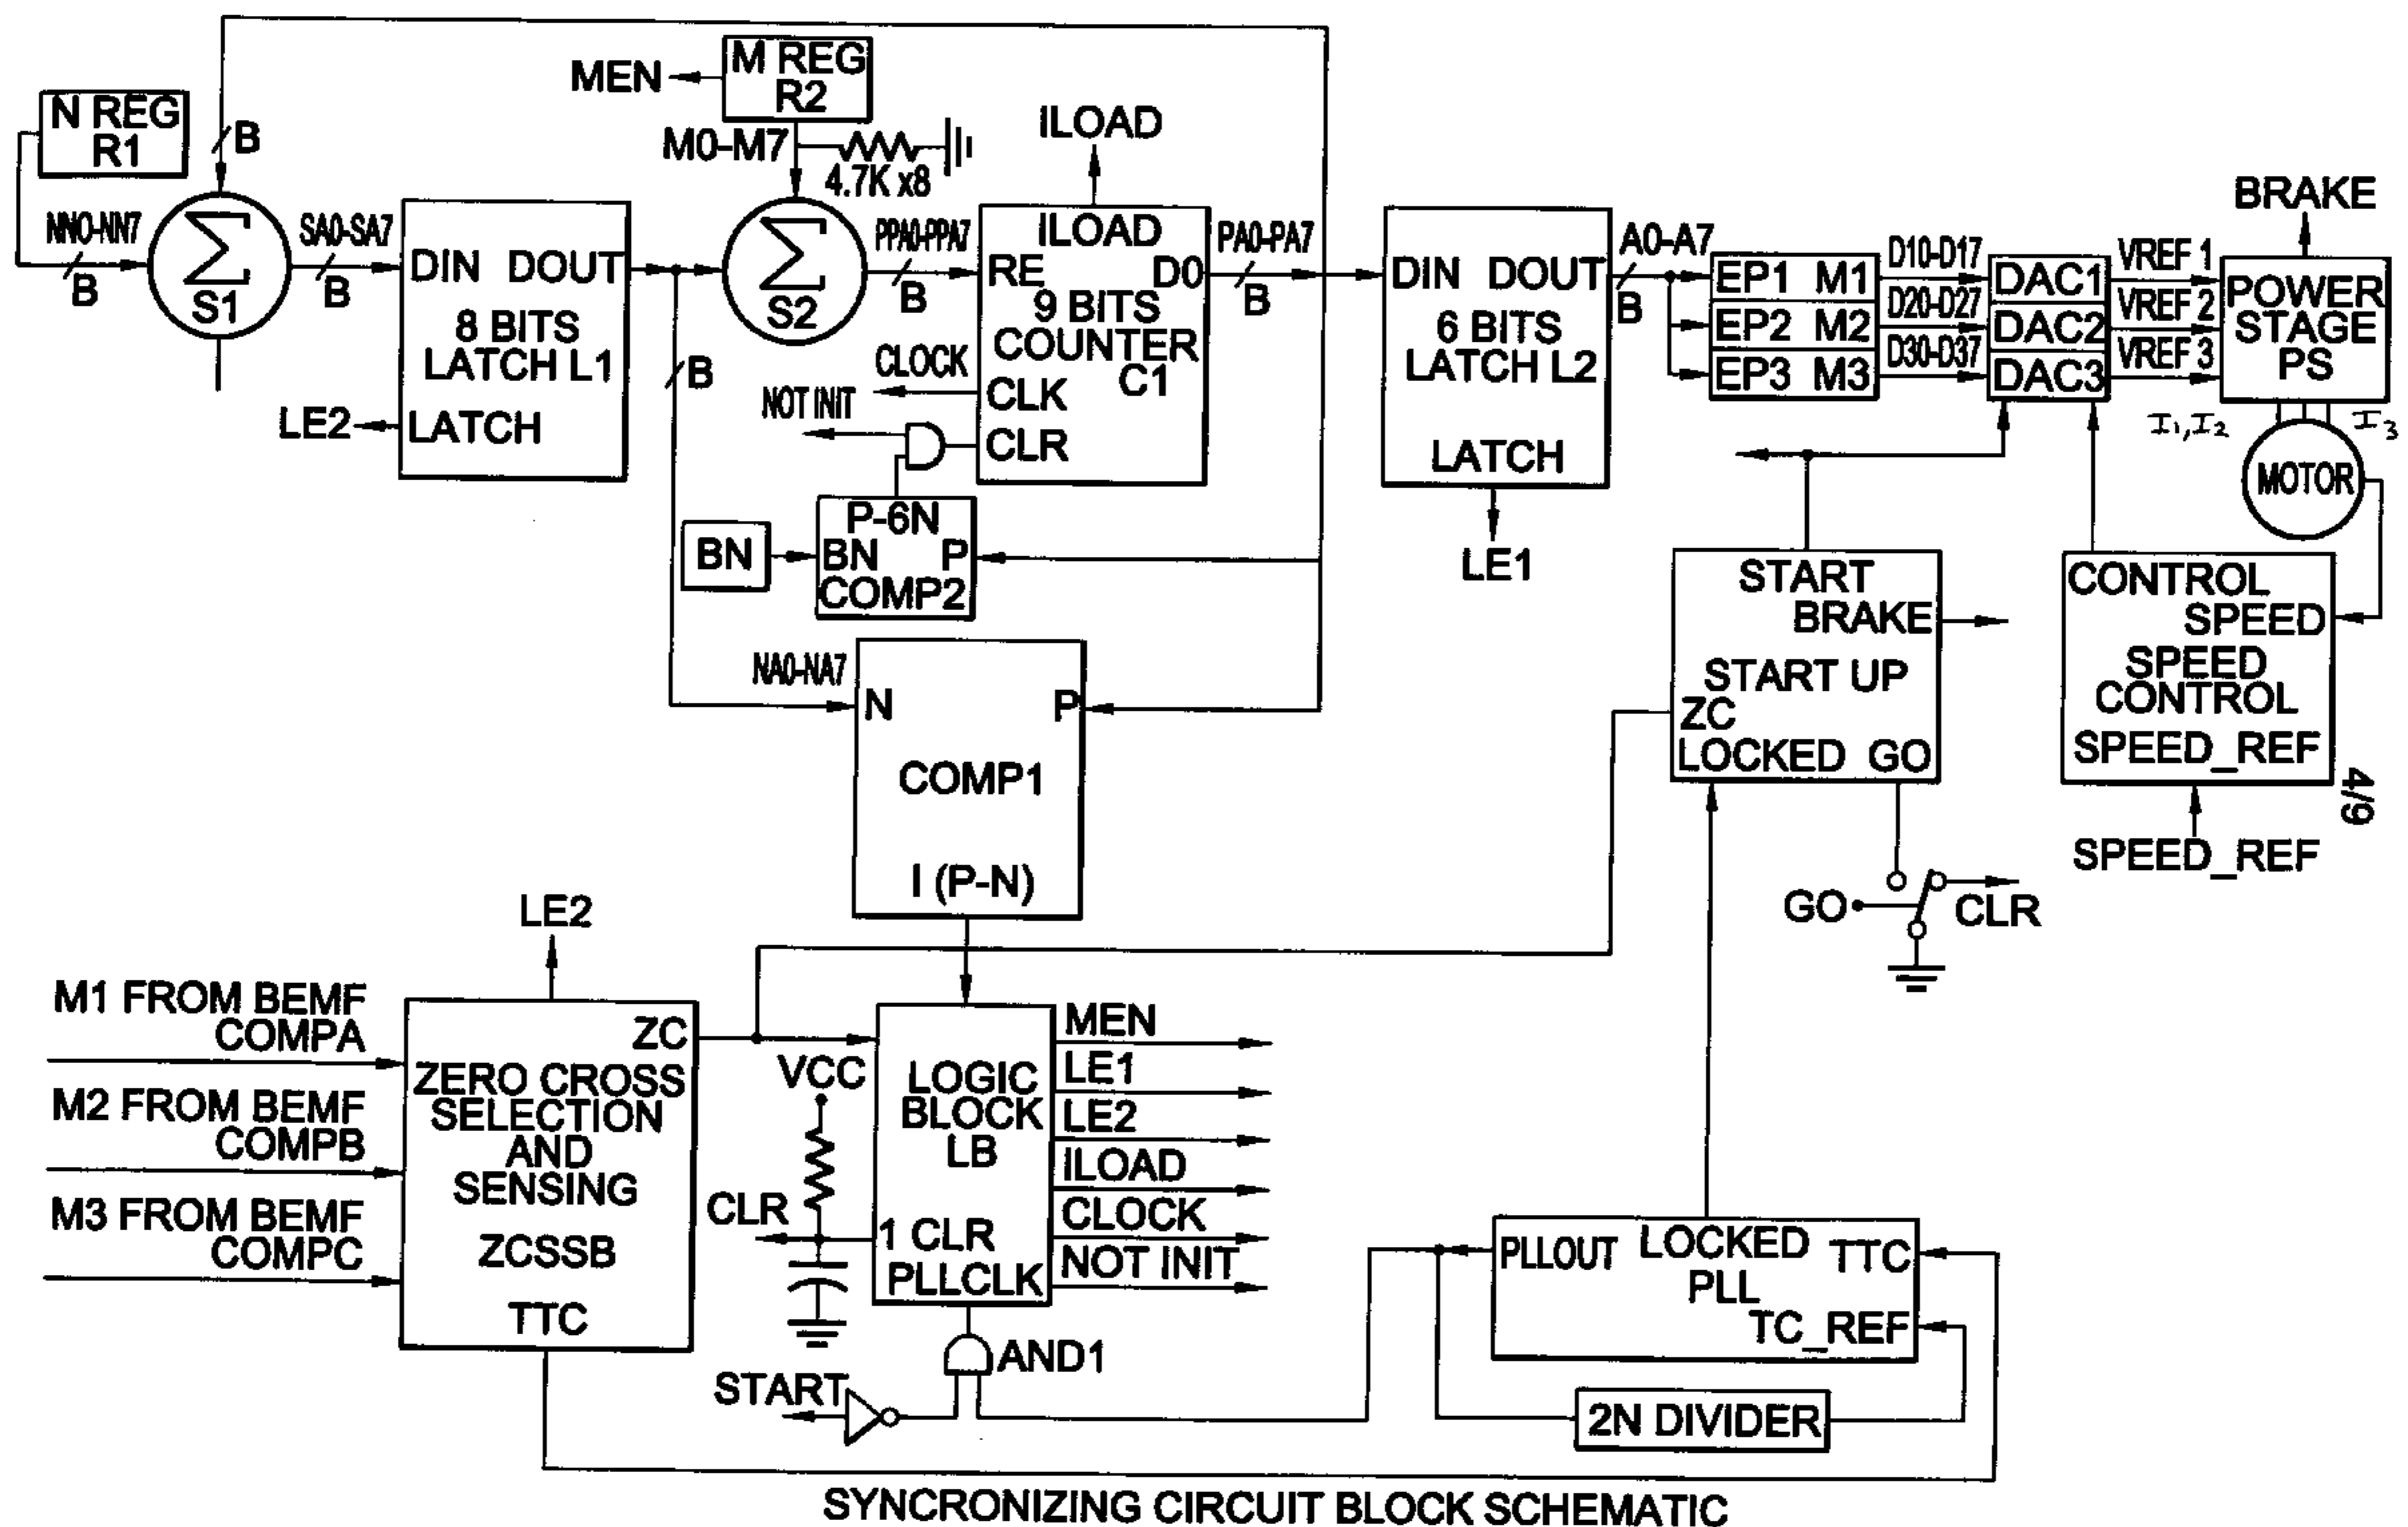 N REG
R1
B
NN0-NN7
B
Σ
S1
SA0-SA7
B
MEN
M REG
R2
M0-M7
4.7K x8
DIN DOUT
8 BITS
LATCH L1
LATCH
LE2
B
Σ
S2
PPA0-PPA7
B
ILOAD
ILOAD
RE D0
9 BITS
COUNTER
C1
CLK
CLR
CLOCK
NOT INIT
PA0-PA7
B
P-6N
BN P
COMP2
BN
DIN DOUT
6 BITS
LATCH L2
LATCH
LE1
A0-A7
B
EP1 M1
EP2 M2
EP3 M3
D10-D17
D20-D27
D30-D37
DAC1
DAC2
DAC3
VREF 1
VREF 2
VREF 3
BRAKE
POWER
STAGE
PS
I1,I2
I3
MOTOR
NA0-NA7
N P
COMP1
I (P-N)
START
BRAKE
START UP
ZC
LOCKED GO
CONTROL
SPEED
SPEED
CONTROL
SPEED_REF
4/9
SPEED_REF
GO
CLR
LE2
M1 FROM BEMF
COMPA
M2 FROM BEMF
COMPB
M3 FROM BEMF
COMPC
ZC
ZERO CROSS
SELECTION
AND
SENSING
ZCSSB
TTC
VCC
CLR
LOGIC
BLOCK
LB
1 CLR
PLLCLK
MEN
LE1
LE2
ILOAD
CLOCK
NOT INIT
START
AND1
PLLOUT LOCKED TTC
PLL
TC_REF
2N DIVIDER
SYNCRONIZING CIRCUIT BLOCK SCHEMATIC